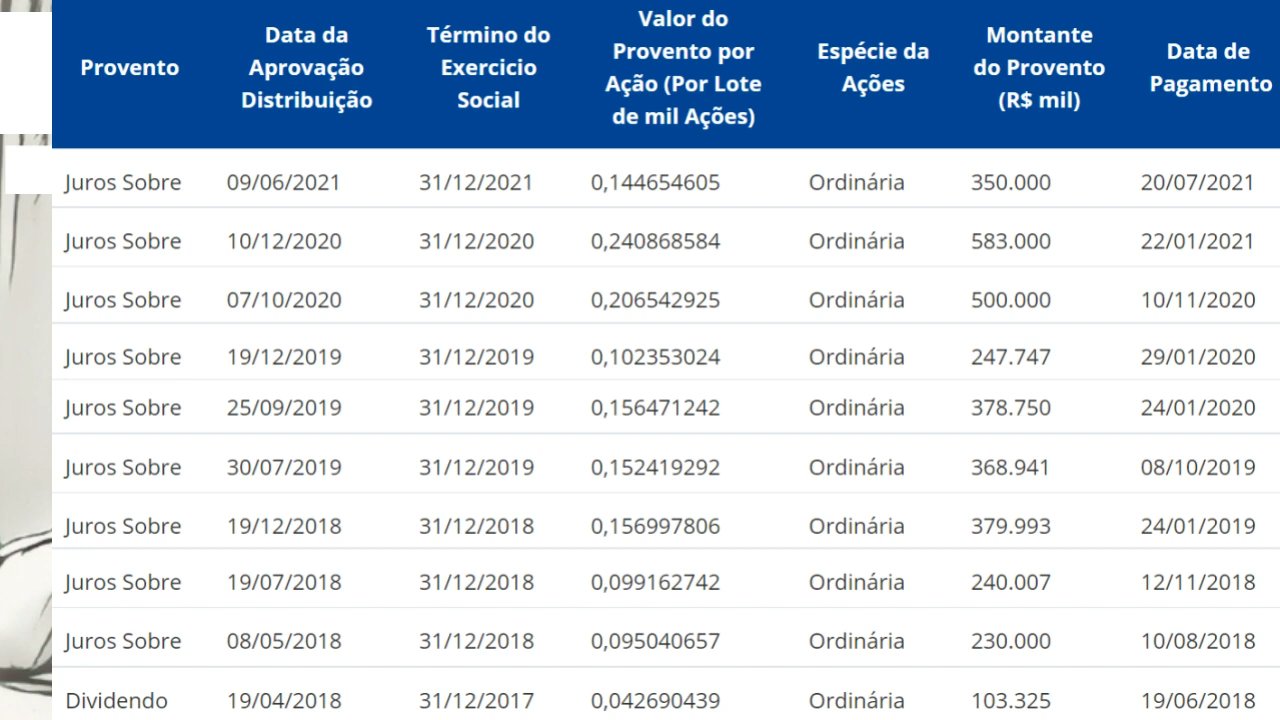 Provento Data da Aprovação Distribuição Término do Exercicio Social Valor do Provento por Ação (Por Lote de mil Ações) Espécie da Ações Montante do Provento (R$ mil) Data de Pagamento
Juros Sobre 09/06/2021 31/12/2021 0,144654605 Ordinária 350.000 20/07/2021
Juros Sobre 10/12/2020 31/12/2020 0,240868584 Ordinária 583.000 22/01/2021
Juros Sobre 07/10/2020 31/12/2020 0,206542925 Ordinária 500.000 10/11/2020
Juros Sobre 19/12/2019 31/12/2019 0,102353024 Ordinária 247.747 29/01/2020
Juros Sobre 25/09/2019 31/12/2019 0,156471242 Ordinária 378.750 24/01/2020
Juros Sobre 30/07/2019 31/12/2019 0,152419292 Ordinária 368.941 08/10/2019
Juros Sobre 19/12/2018 31/12/2018 0,156997806 Ordinária 379.993 24/01/2019
Juros Sobre 19/07/2018 31/12/2018 0,099162742 Ordinária 240.007 12/11/2018
Juros Sobre 08/05/2018 31/12/2018 0,095040657 Ordinária 230.000 10/08/2018
Dividendo 19/04/2018 31/12/2017 0,042690439 Ordinária 103.325 19/06/2018